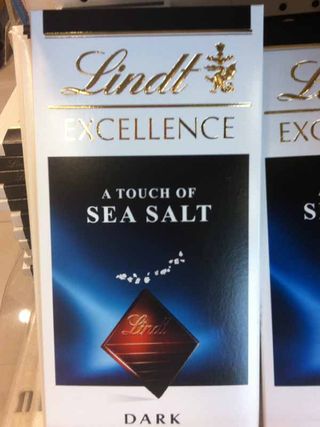 Lindt
EXCELLENCE
A TOUCH OF
SEA SALT
Lindt
DARK